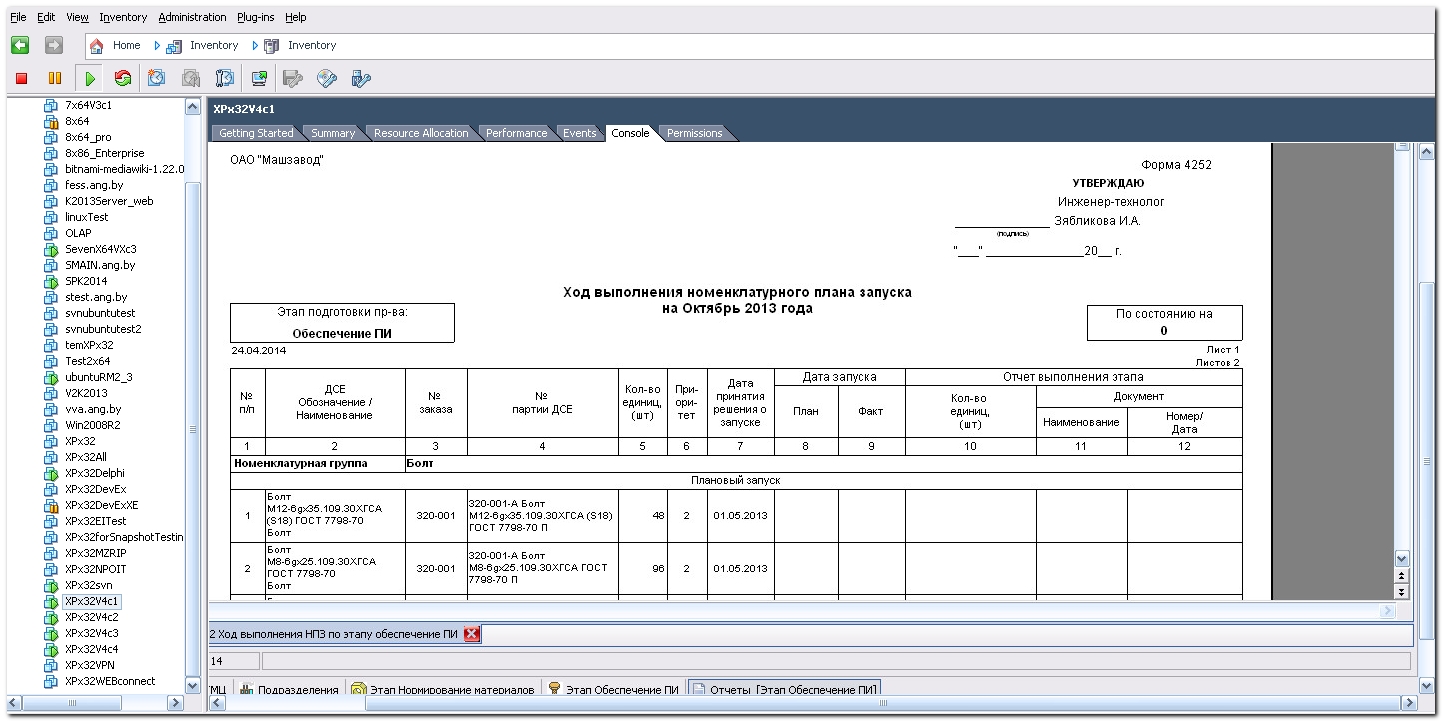 File Edit View Inventory Administration Plug-ins Help
Home Inventory Inventory
7x64V3c1
8x64
8x64_pro
8x86_Enterprise
bitnami-mediawiki-1.22.0
fess.ang.by
K2013Server_web
linuxTest
OLAP
SevenX64VXc3
SMAIN.ang.by
SPK2014
stest.ang.by
svnubuntutest
svnubuntutest2
temXPx32
Test2x64
ubuntuRM2_3
V2K2013
vva.ang.by
Win2008R2
XPx32
XPx32All
XPx32Delphi
XPx32DevEx
XPx32DevExXE
XPx32EITest
XPx32forSnapshotTestin
XPx32MZRIP
XPx32NPOIT
XPx32svn
XPx32V4c1
XPx32V4c2
XPx32V4c3
XPx32V4c4
XPx32VPN
XPx32WEBconnect
XPx32V4c1
Getting Started Summary Resource Allocation Performance Events Console Permissions
ОАО "Машзавод"
Форма 4252
УТВЕРЖДАЮ
Инженер-технолог
______________ Зябликова И.А.
(подпись)
"___" ______________20__ г.
Ход выполнения номенклатурного плана запуска
на Октябрь 2013 года
Этап подготовки пр-ва:
Обеспечение ПИ
По состоянию на
0
24.04.2014
Лист 1
Листов 2
№
п/п
ДСЕ
Обозначение /
Наименование
№
заказа
№
партии ДСЕ
Кол-во
единиц,
(шт)
При-
ори-
тет
Дата
принятия
решения о
запуске
Дата запуска
План Факт
Отчет выполнения этапа
Кол-во
единиц,
(шт)
Документ
Наименование
Номер/
Дата
1 2 3 4 5 6 7 8 9 10 11 12
Номенклатурная группа Болт
Плановый запуск
1
Болт
М12-6gх35.109.30ХГСА
(S18) ГОСТ 7798-70
Болт
320-001
320-001-А Болт
М12-6gх35.109.30ХГСА (S18)
ГОСТ 7798-70 П
48 2 01.05.2013
2
Болт
М8-6gх25.109.30ХГСА
ГОСТ 7798-70
Болт
320-001
320-001-А Болт
М8-6gх25.109.30ХГСА ГОСТ
7798-70 П
96 2 01.05.2013
2 Ход выполнения НПЗ по этапу обеспечение ПИ
14
МЦ Подразделения Этап Нормирование материалов Этап Обеспечение ПИ Отчеты [Этап Обеспечение ПИ]